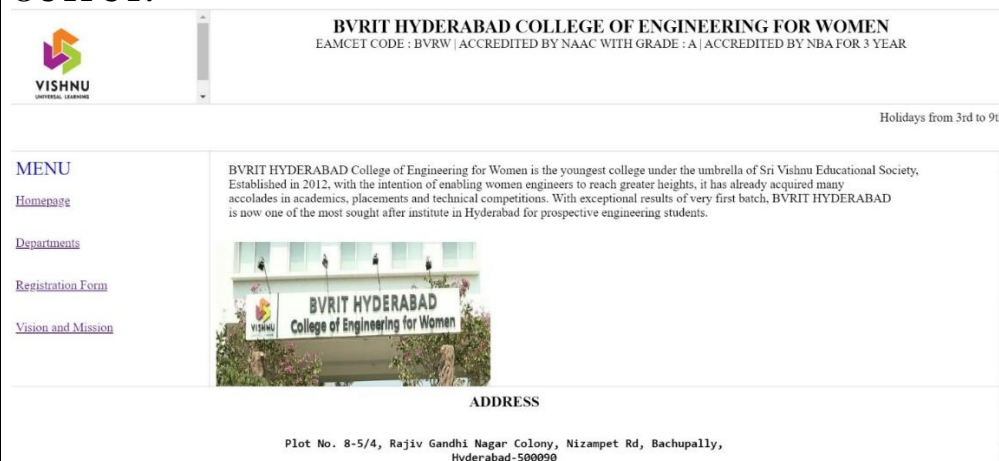 BVRIT HYDERABAD COLLEGE OF ENGINEERING FOR WOMEN
EAMCET CODE : BVRW | ACCREDITED BY NAAC WITH GRADE : A | ACCREDITED BY NBA FOR 3 YEAR
VISHNU
UNIVERSAL LEARNING
Holidays from 3rd to 9t
MENU
Homepage
Departments
Registration Form
Vision and Mission
BVRIT HYDERABAD College of Engineering for Women is the youngest college under the umbrella of Sri Vishnu Educational Society,
Established in 2012, with the intention of enabling women engineers to reach greater heights, it has already acquired many
accolades in academics, placements and technical competitions. With exceptional results of very first batch, BVRIT HYDERABAD
is now one of the most sought after institute in Hyderabad for prospective engineering students.
BVRIT HYDERABAD
College of Engineering for Women
VISHNU
ADDRESS
Plot No. 8-5/4, Rajiv Gandhi Nagar Colony, Nizampet Rd, Bachupally,
Hyderabad-500090